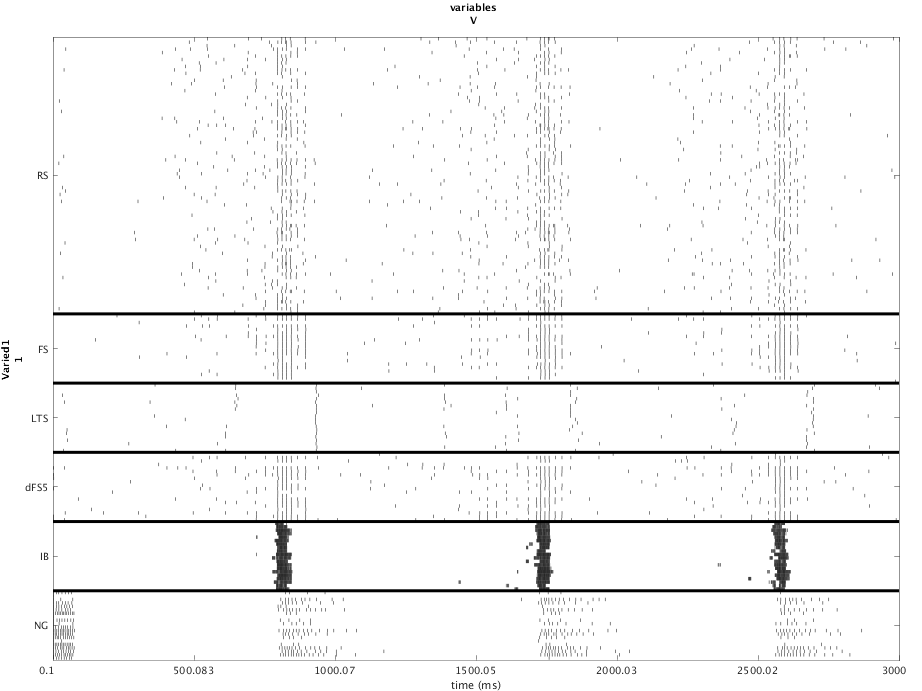 variables
V
RS
FS
Varied1
1
LTS
dFS5
IB
NG
0.1 500.083 1000.07 1500.05 2000.03 2500.02 3000
time (ms)